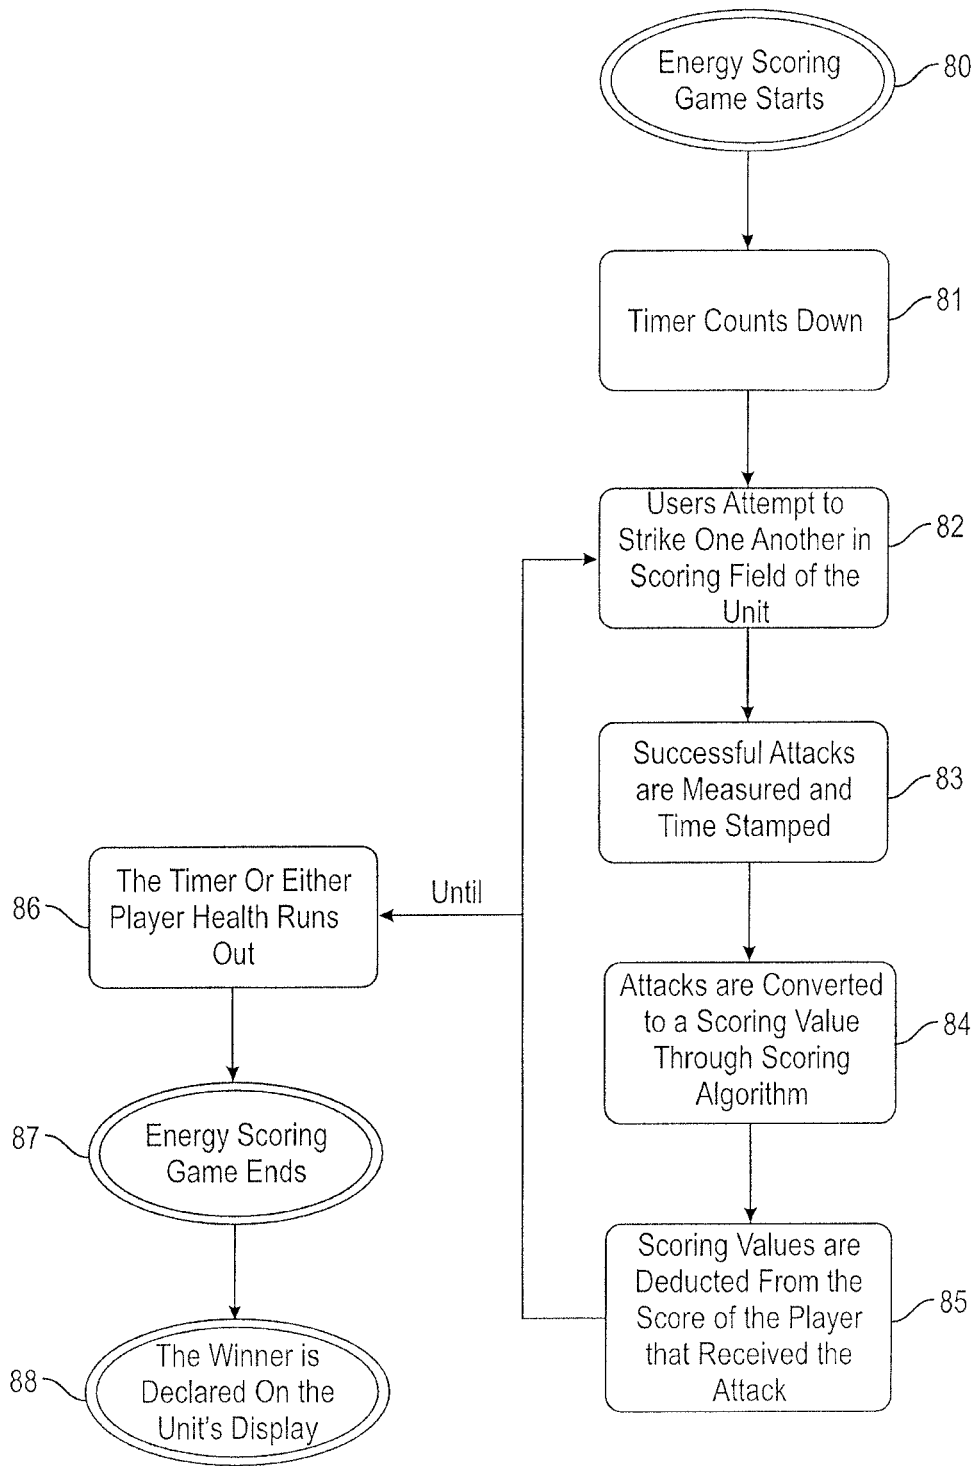 Energy Scoring
Game Starts
80
Timer Counts Down
81
Users Attempt to
Strike One Another in
Scoring Field of the
Unit
82
Successful Attacks
are Measured and
Time Stamped
83
Attacks are Converted
to a Scoring Value
Through Scoring
Algorithm
84
Scoring Values are
Deducted From the
Score of the Player
that Received the
Attack
85
Until
The Timer Or Either
Player Health Runs
Out
86
Energy Scoring
Game Ends
87
The Winner is
Declared On the
Unit's Display
88